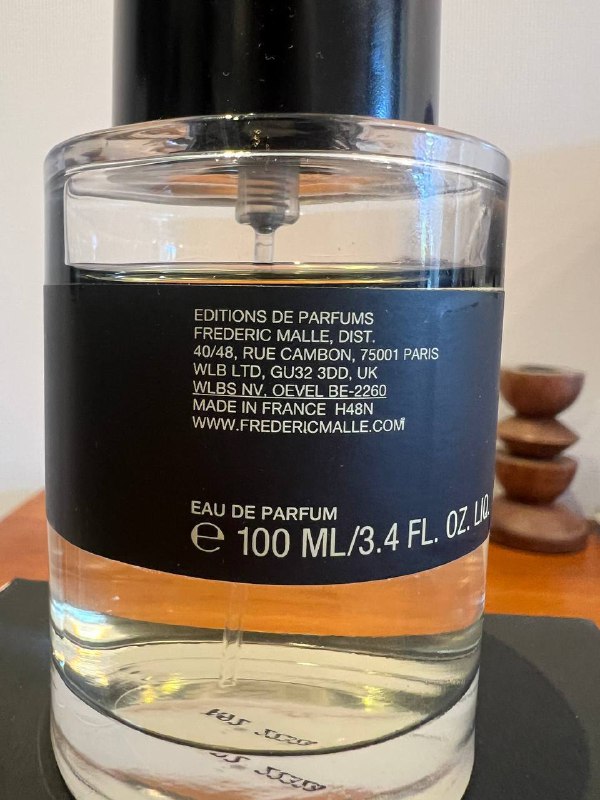 EDITIONS DE PARFUMS
FREDERIC MALLE, DIST.
40/48, RUE CAMBON, 75001 PARIS
WLB LTD, GU32 3DD, UK
WLBS NV, OEVEL BE-2260
MADE IN FRANCE H48N
WWW.FREDERICMALLE.COM
EAU DE PARFUM
℮ 100 ML/3.4 FL. OZ. LIQ.